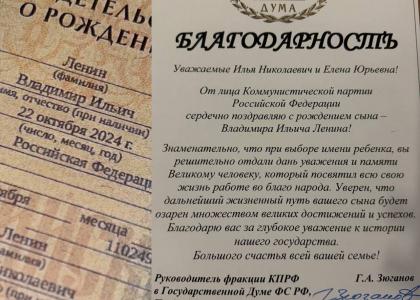 О РОЖДЕН
Ленин
(фамилия)
Владимир Ильич
имя, отчество (при наличии)
22 октября 2024 г.
(число, месяц, год)
Российская Федерац
месяца
Ленин
(фамилия)
ДУМА
БЛАГОДАРНОСТЬ
Уважаемые Илья Николаевич и Елена Юрьевна!
От лица Коммунистической партии
Российской Федерации
сердечно поздравляю с рождением сына –
Владимира Ильича Ленина!
Знаменательно, что при выборе имени ребенка, вы
решительно отдали дань уважения и памяти
Великому человеку, который посвятил всю свою
жизнь работе во благо народа. Уверен, что
дальнейший жизненный путь вашего сына будет
озарен множеством великих достижений и успехов.
Благодарю вас за глубокое уважение к истории
нашего государства.
Большого счастья всей вашей семье!
Руководитель фракции КПРФ
в Государственной Думе ФС РФ,
Г.А. Зюганов